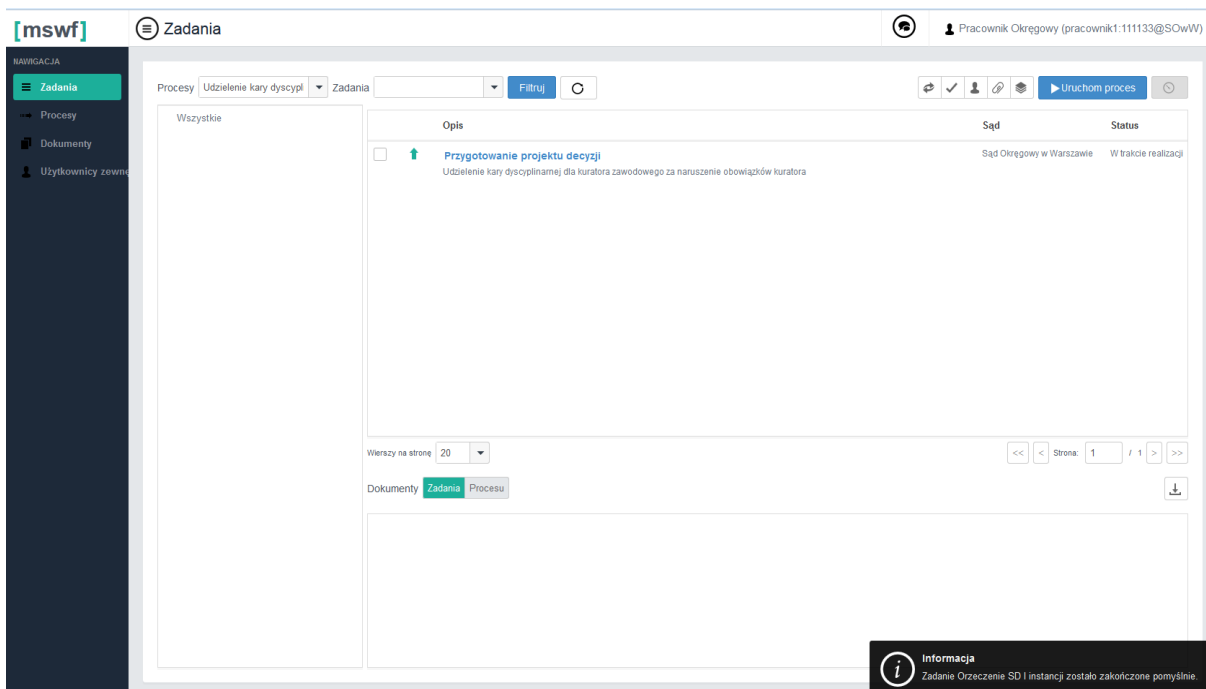 [mswf]
Zadania
Pracownik Okręgowy (pracownik1:111133@SOwW)
NAWIGACJA
Zadania
Procesy
Dokumenty
Użytkownicy zewnę
Procesy Udzielenie kary dyscypl Zadania Filtruj Uruchom proces
Wszystkie
Opis Sąd Status
Przygotowanie projektu decyzji Sąd Okręgowy w Warszawie W trakcie realizacji
Udzielenie kary dyscyplinarnej dla kuratora zawodowego za naruszenie obowiązków kuratora
Wierszy na stronę 20 << < Strona: 1 / 1 > >>
Dokumenty Zadania Procesu
Informacja
Zadanie Orzeczenie SD I instancji zostało zakończone pomyślnie.